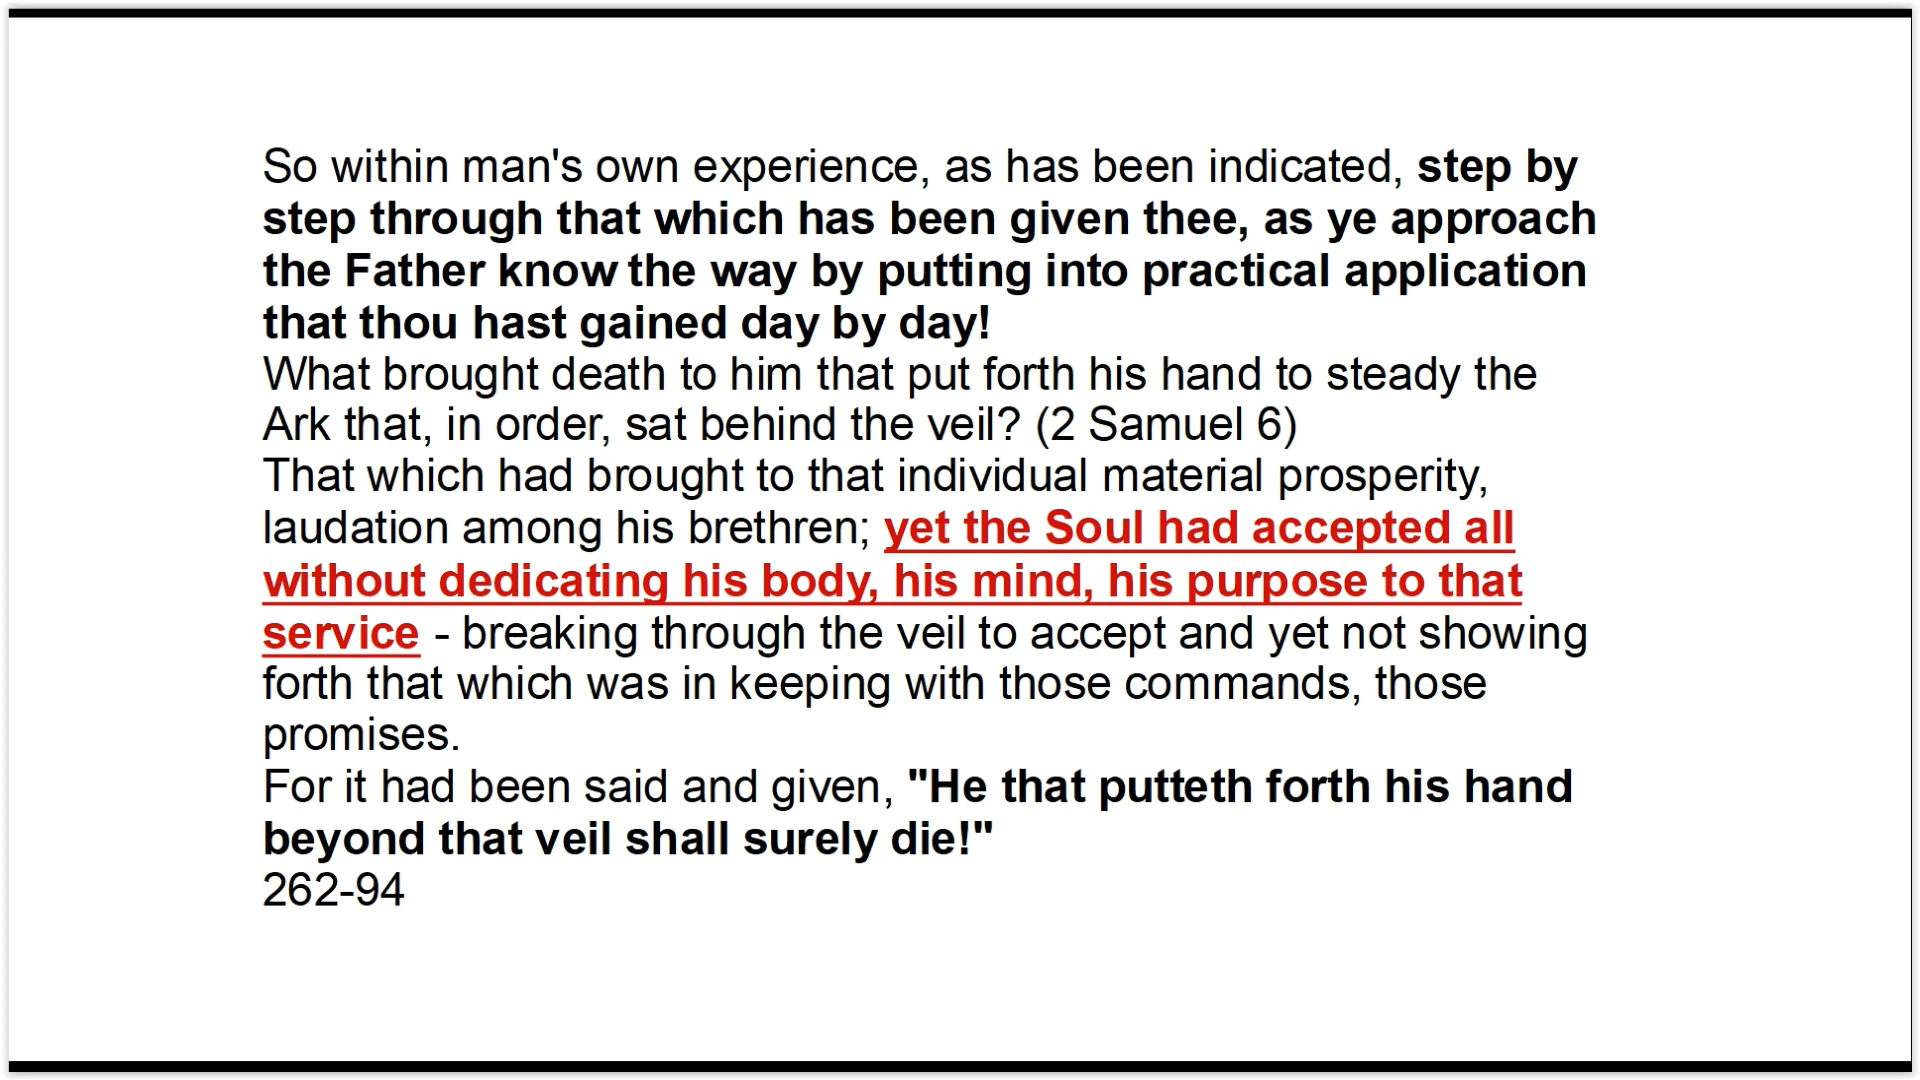 So within man's own experience, as has been indicated, step by
step through that which has been given thee, as ye approach
the Father know the way by putting into practical application
that thou hast gained day by day!
What brought death to him that put forth his hand to steady the
Ark that, in order, sat behind the veil? (2 Samuel 6)
That which had brought to that individual material prosperity,
laudation among his brethren; yet the Soul had accepted all
without dedicating his body, his mind, his purpose to that
service - breaking through the veil to accept and yet not showing
forth that which was in keeping with those commands, those
promises.
For it had been said and given, "He that putteth forth his hand
beyond that veil shall surely die!"
262-94